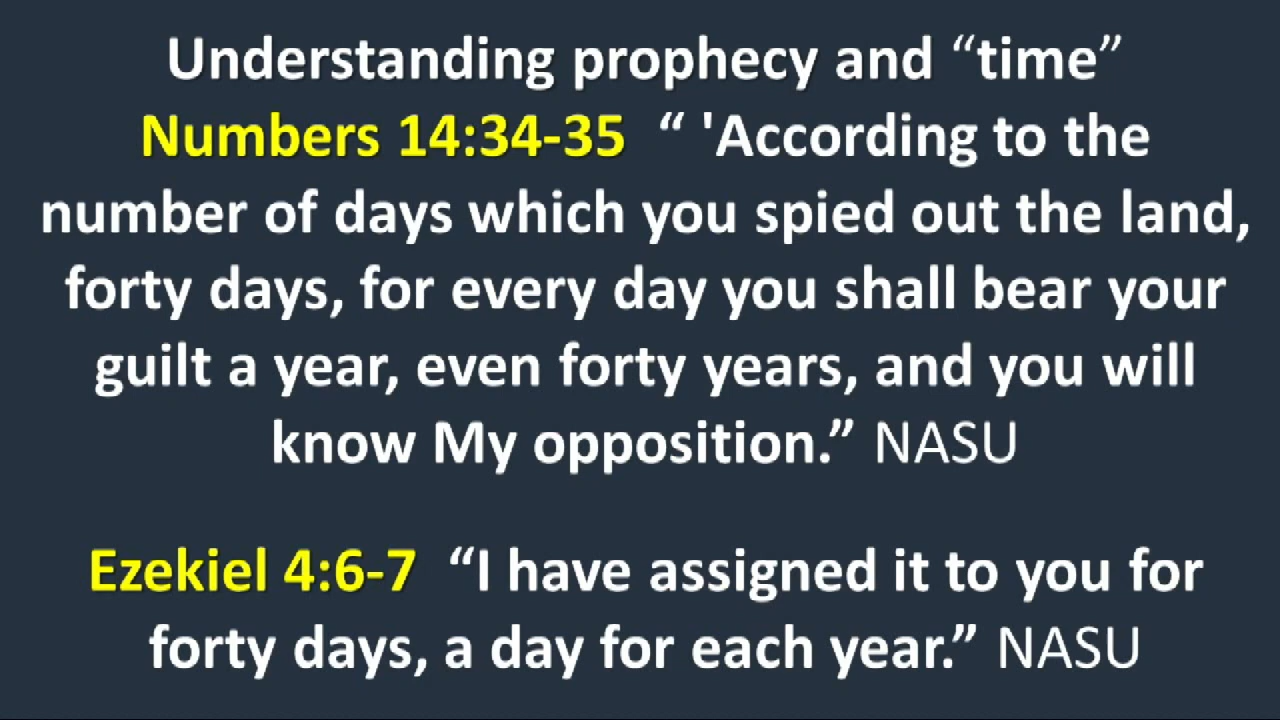 Understanding prophecy and “time”
Numbers 14:34-35 “ 'According to the
number of days which you spied out the land,
forty days, for every day you shall bear your
guilt a year, even forty years, and you will
know My opposition.” NASU
Ezekiel 4:6-7 “I have assigned it to you for
forty days, a day for each year.” NASU